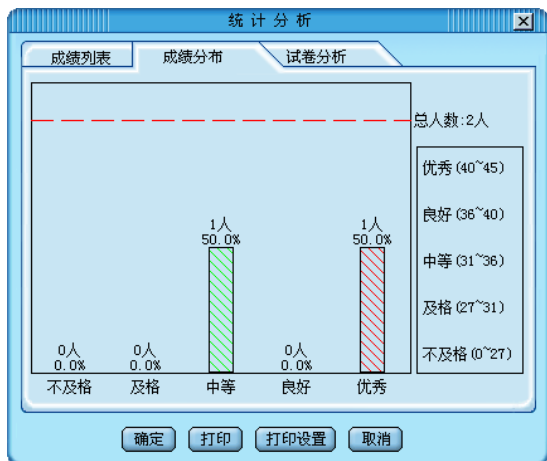 统计分析
成绩列表 成绩分布 试卷分析
总人数:2人
优秀(40~45)
良好(36~40)
中等(31~36)
及格(27~31)
不及格(0~27)
0人 0人 1人 0人 1人
0.0% 0.0% 50.0% 0.0% 50.0%
不及格 及格 中等 良好 优秀
确定 打印 打印设置 取消